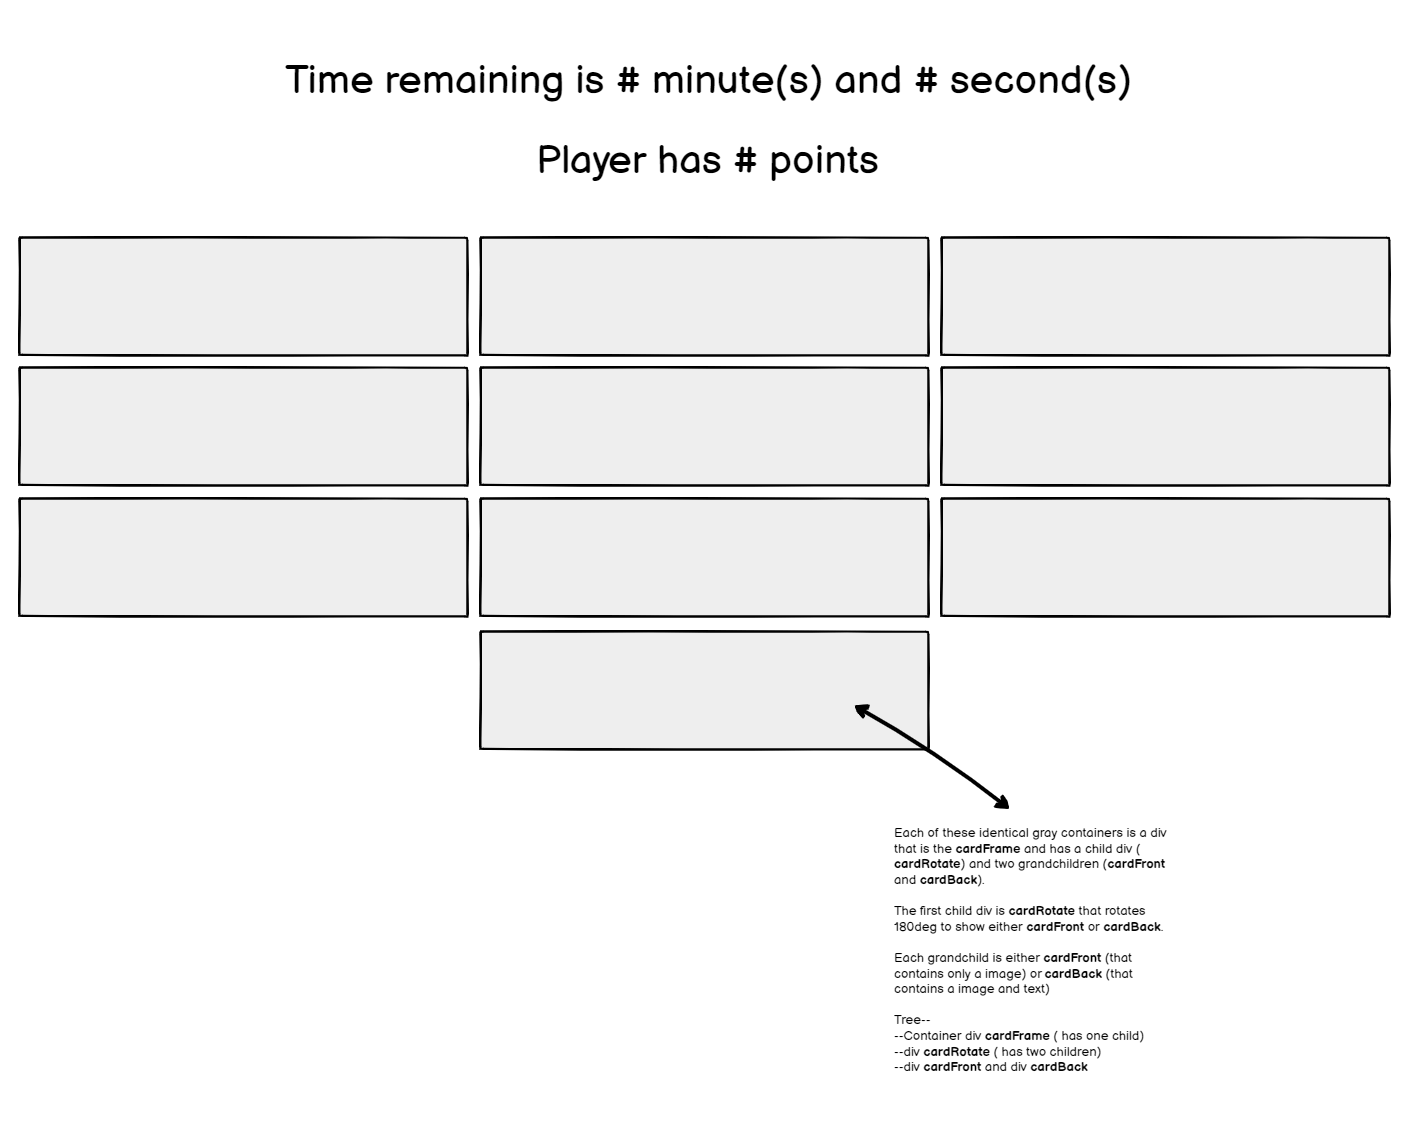 Time remaining is # minute(s) and # second(s)
Player has # points
Each of these identical gray containers is a div
that is the cardFrame and has a child div (
cardRotate) and two grandchildren (cardFront
and cardBack).
The first child div is cardRotate that rotates
180deg to show either cardFront or cardBack.
Each grandchild is either cardFront (that
contains only a image) or cardBack (that
contains a image and text)
Tree--
--Container div cardFrame ( has one child)
--div cardRotate ( has two children)
--div cardFront and div cardBack